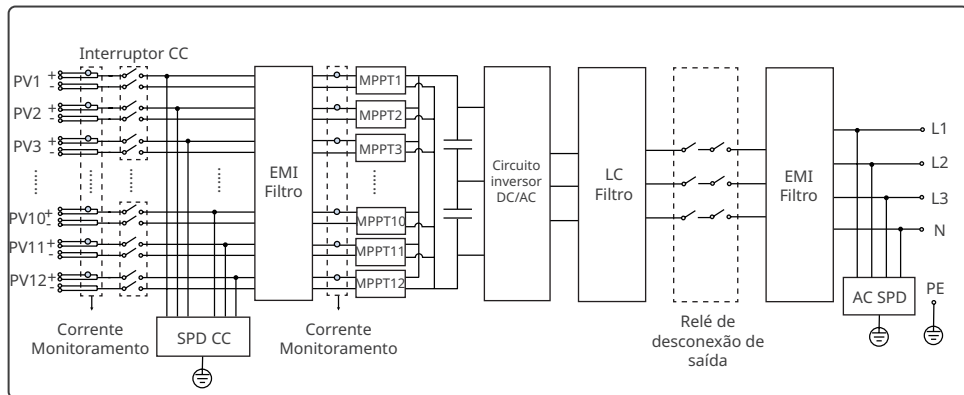 Interruptor CC
PV1 + -
PV2 + -
PV3 + -
PV10 + -
PV11 + -
PV12 + -
Corrente
Monitoramento
SPD CC
EMI
Filtro
Corrente
Monitoramento
MPPT1
MPPT2
MPPT3
MPPT10
MPPT11
MPPT12
Circuito
inversor
DC/AC
LC
Filtro
Relé de
desconexão de
saída
EMI
Filtro
L1
L2
L3
N
AC SPD
PE